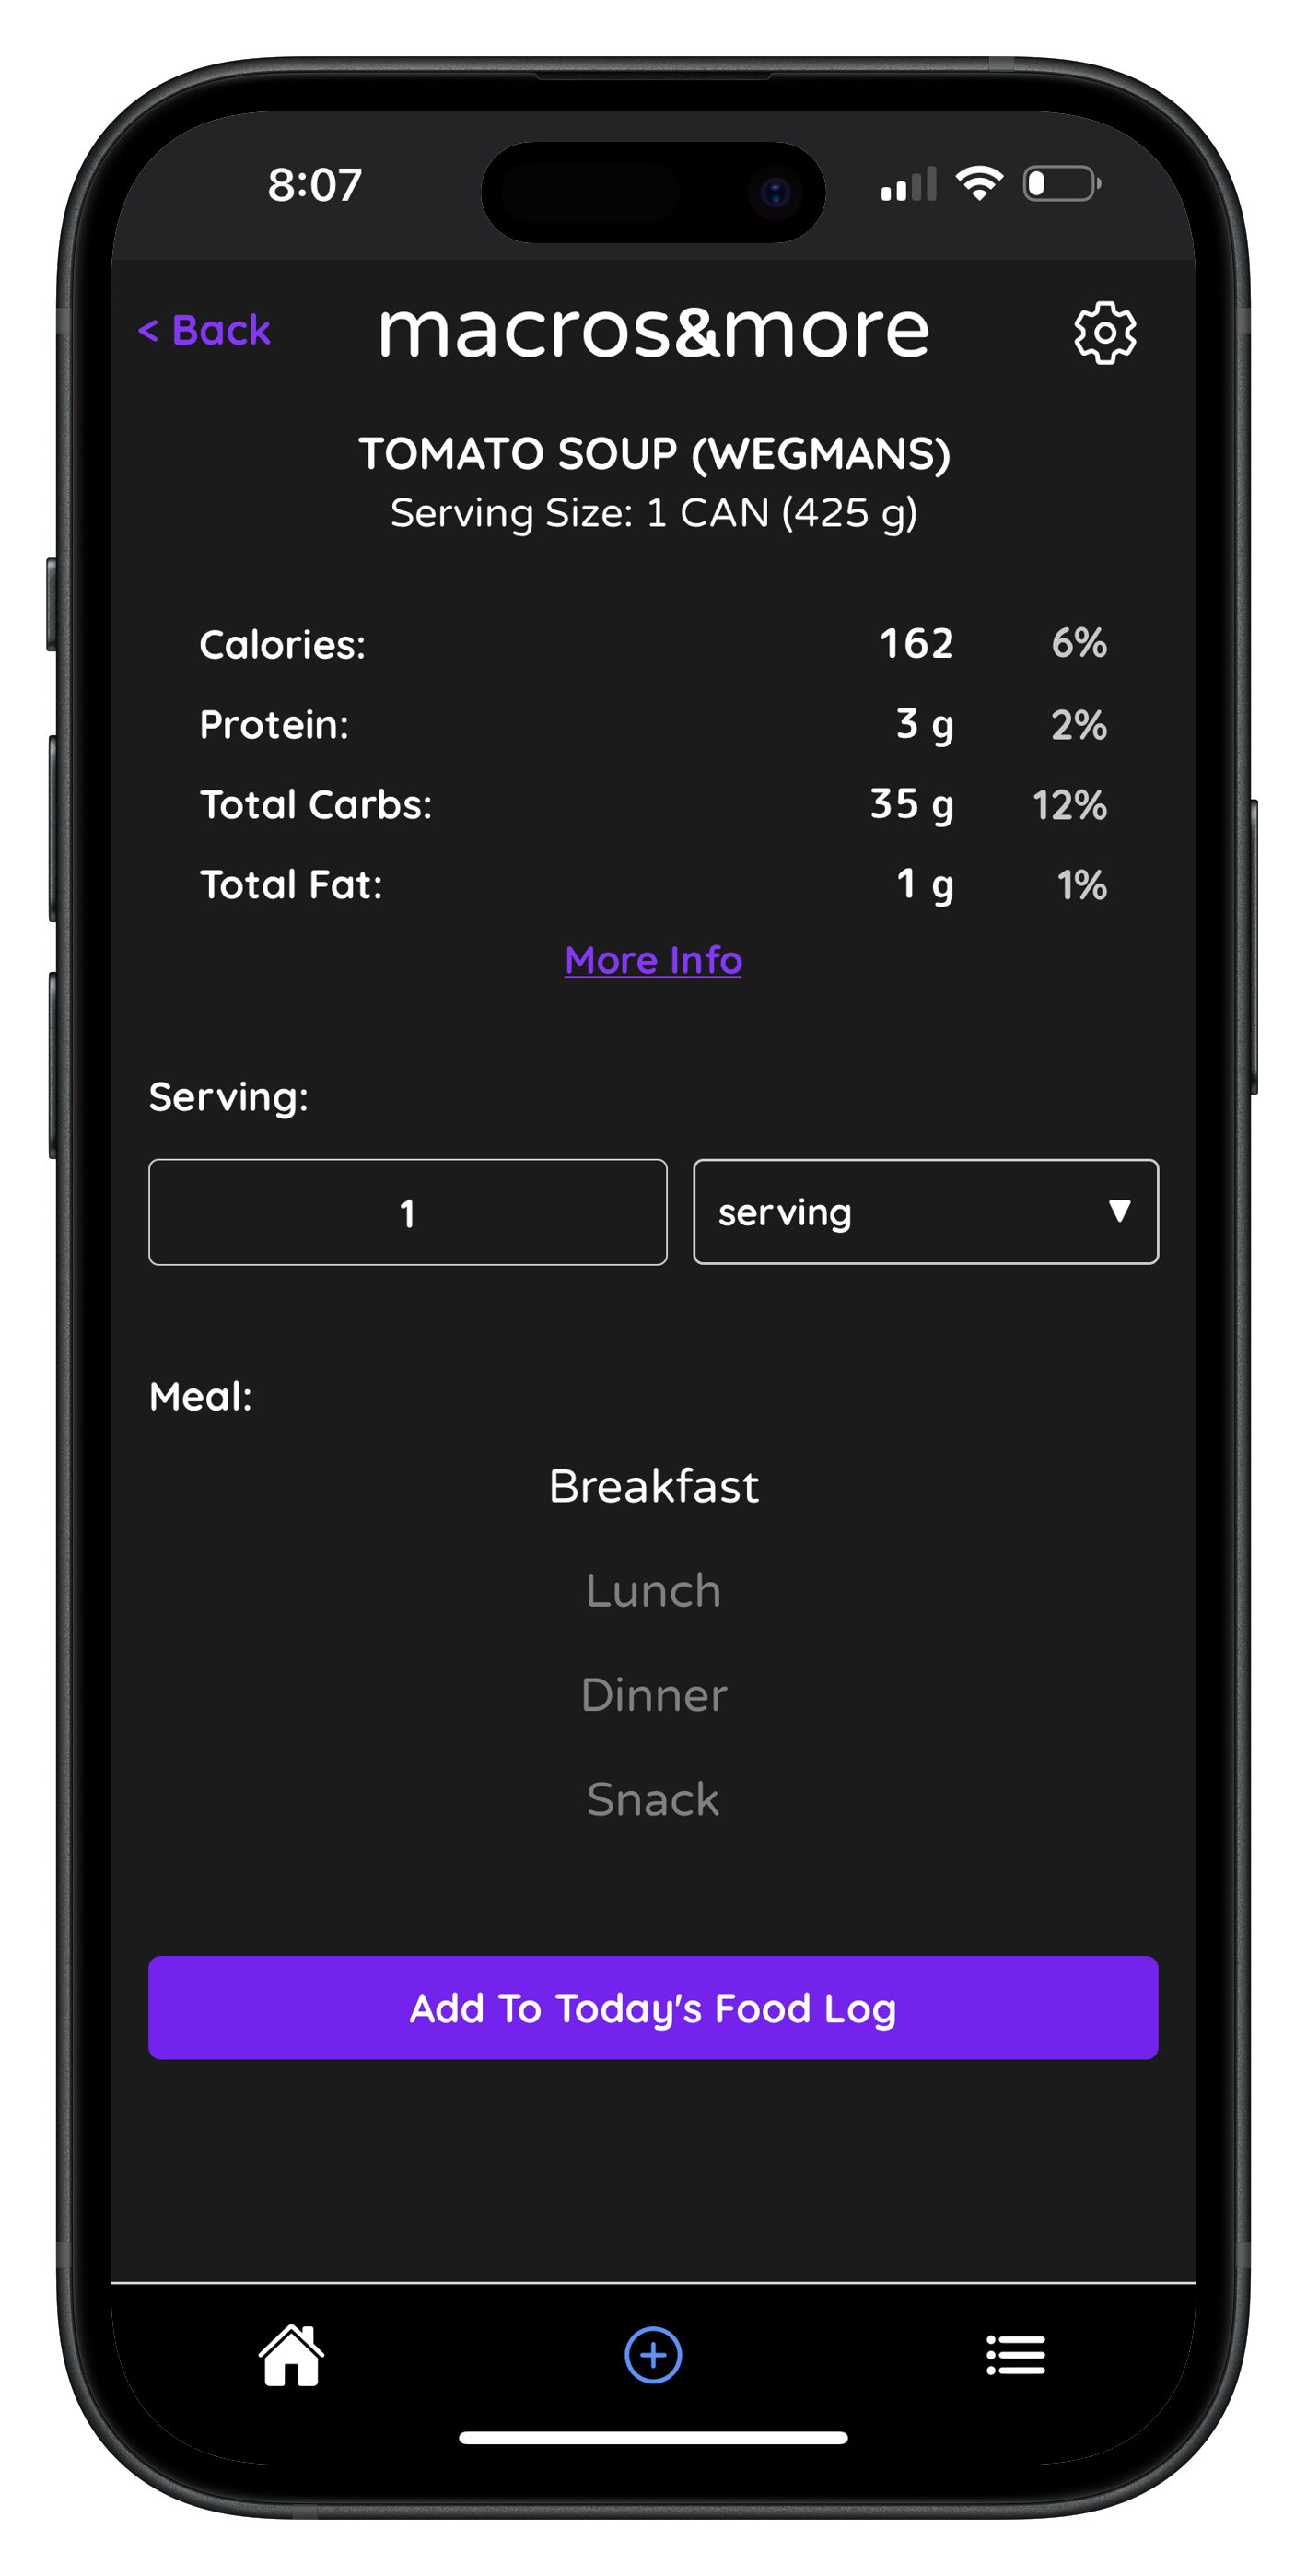 8:07
< Back macros&more
TOMATO SOUP (WEGMANS)
Serving Size: 1 CAN (425 g)
Calories: 162 6%
Protein: 3 g 2%
Total Carbs: 35 g 12%
Total Fat: 1 g 1%
More Info
Serving:
1 serving
Meal:
Breakfast
Lunch
Dinner
Snack
Add To Today's Food Log